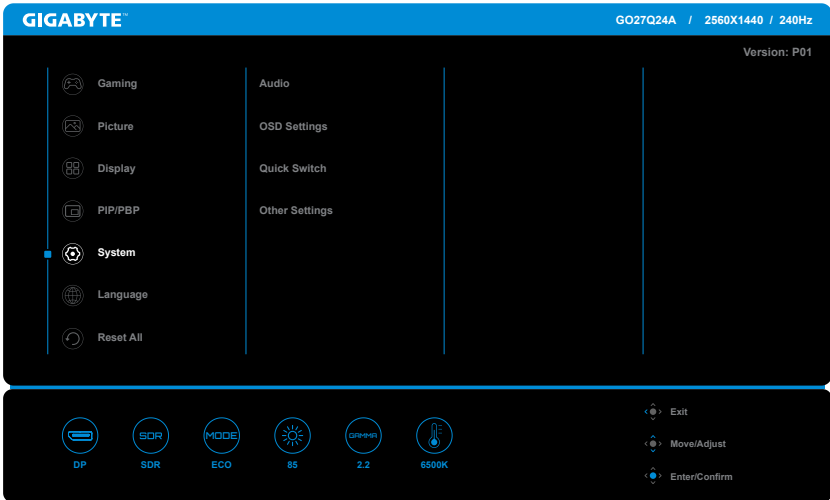 GIGABYTE™ GO27Q24A / 2560X1440 / 240Hz
Version: P01
Gaming Audio
Picture OSD Settings
Display Quick Switch
PIP/PBP Other Settings
System
Language
Reset All
Exit
SDR MODE GAMMA
Move/Adjust
DP SDR ECO 85 2.2 6500K
Enter/Confirm